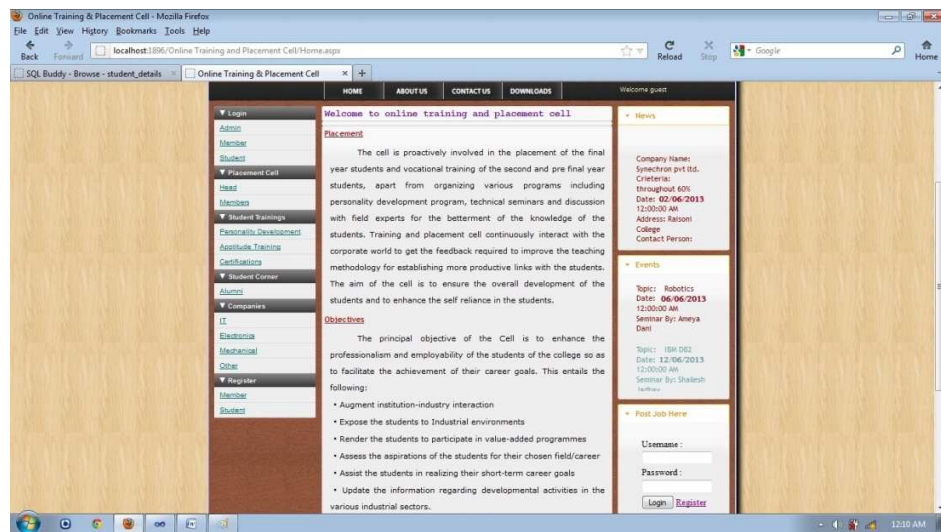 Online Training & Placement Cell - Mozilla Firefox
File Edit View History Bookmarks Tools Help
Back Forward localhost:1896/Online Training and Placement Cell/Home.aspx Reload Stop Google Home
SQL Buddy - Browse - student_details × Online Training & Placement Cell × +
HOME ABOUT US CONTACT US DOWNLOADS Welcome guest
▼ Login
Admin
Member
Student
▼ Placement Cell
Head
Members
▼ Student Trainings
Personality Development
Apptitude Training
Certifications
▼ Student Corner
Alumni
▼ Companies
IT
Electronics
Mechanical
Other
▼ Register
Member
Student
Welcome to online training and placement cell
Placement
The cell is proactively involved in the placement of the final
year students and vocational training of the second and pre final year
students, apart from organizing various programs including
personality development program, technical seminars and discussion
with field experts for the betterment of the knowledge of the
students. Training and placement cell continuously interact with the
corporate world to get the feedback required to improve the teaching
methodology for establishing more productive links with the students.
The aim of the cell is to ensure the overall development of the
students and to enhance the self reliance in the students.
Objectives
The principal objective of the Cell is to enhance the
professionalism and employability of the students of the college so as
to facilitate the achievement of their career goals. This entails the
following:
• Augment institution-industry interaction
• Expose the students to Industrial environments
• Render the students to participate in value-added programmes
• Assess the aspirations of the students for their chosen field/career
• Assist the students in realizing their short-term career goals
• Update the information regarding developmental activities in the
various industrial sectors.
News
Company Name:
Synechron pvt ltd.
Crieteria:
throughout 60%
Date: 02/06/2013
12:00:00 AM
Address: Raisoni
College
Contact Person:
Events
Topic: Robotics
Date: 06/06/2013
12:00:00 AM
Seminar By: Ameya
Dani
Topic: IBM DB2
Date: 12/06/2013
12:00:00 AM
Seminar By: Shailesh
Post Job Here
Username :
Password :
Login Register
12:10 AM